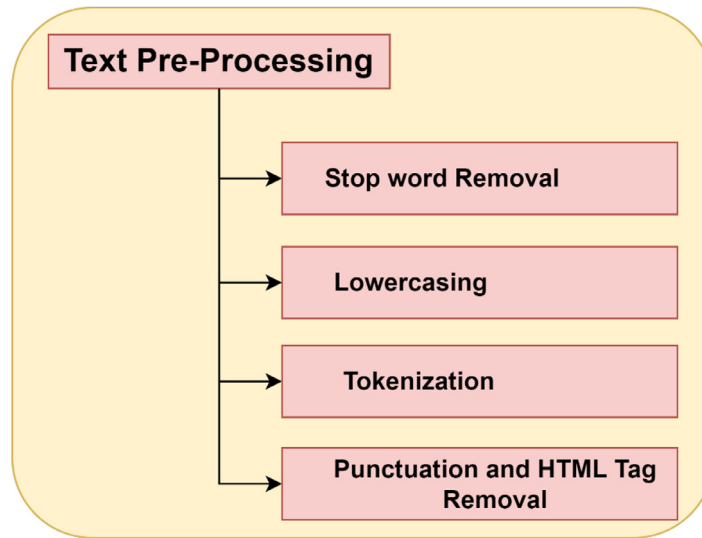 Text Pre-Processing
Stop word Removal
Lowercasing
Tokenization
Punctuation and HTML Tag
Removal